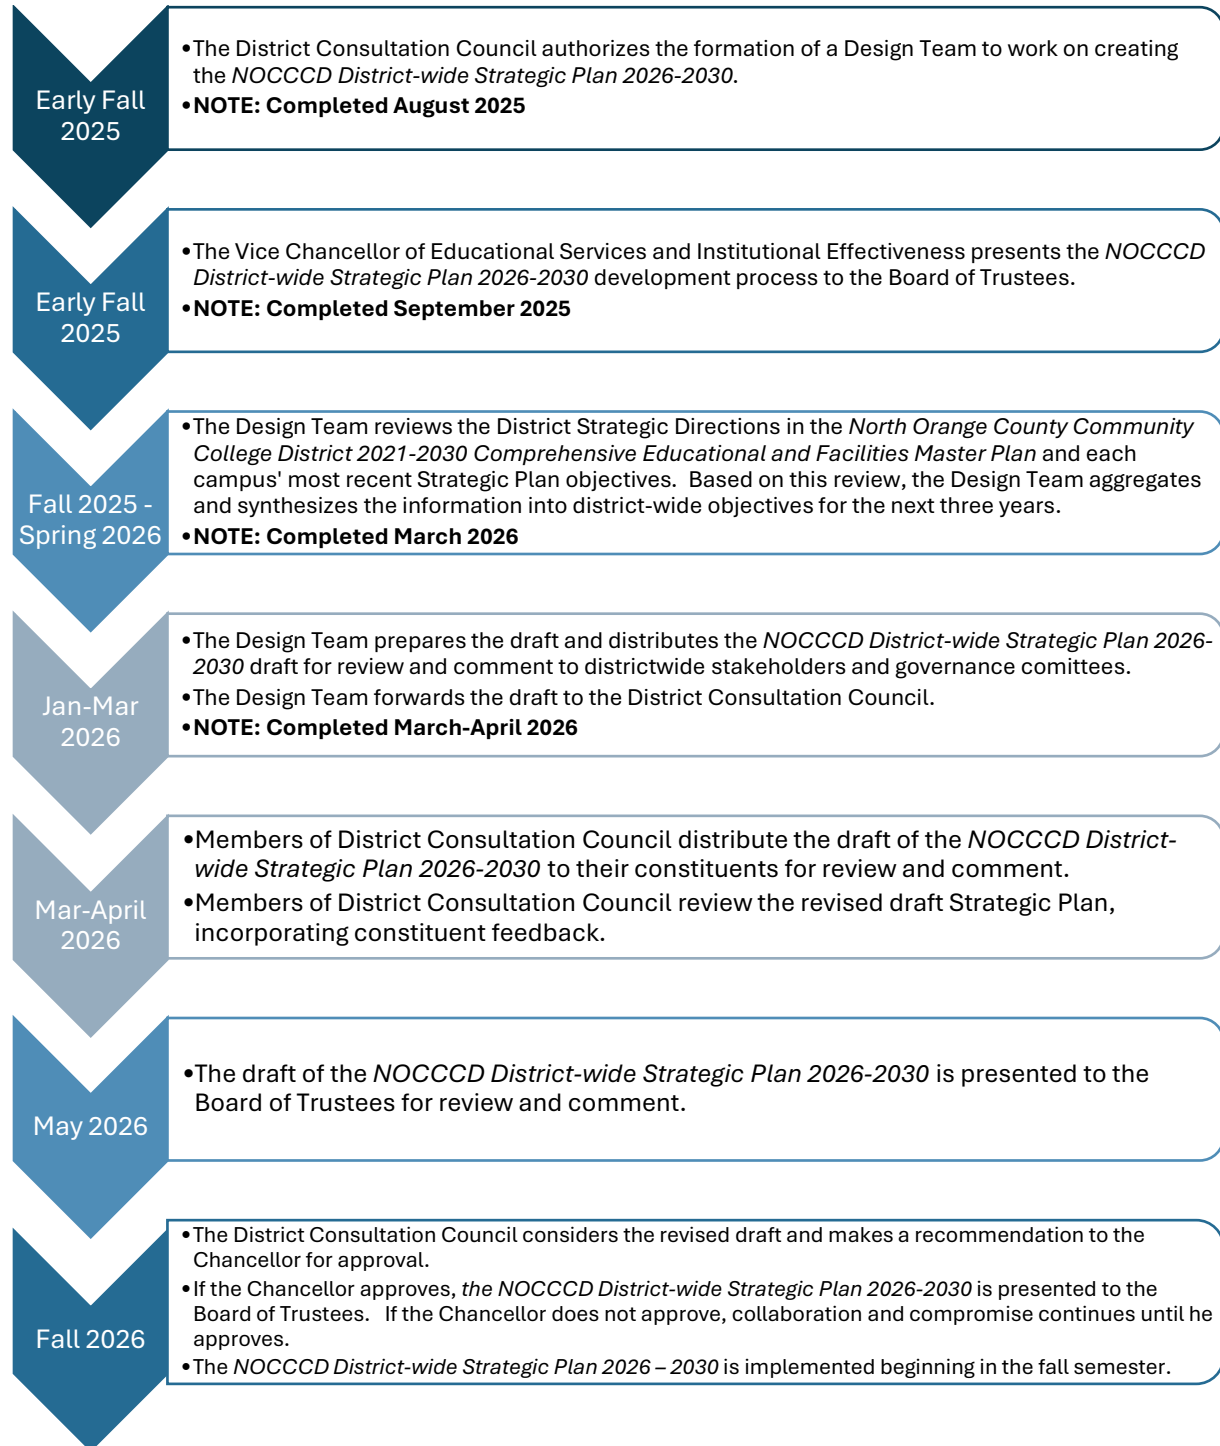 Early Fall
2025
•The District Consultation Council authorizes the formation of a Design Team to work on creating
the NOCCCD District-wide Strategic Plan 2026-2030.
•NOTE: Completed August 2025
Early Fall
2025
•The Vice Chancellor of Educational Services and Institutional Effectiveness presents the NOCCCD
District-wide Strategic Plan 2026-2030 development process to the Board of Trustees.
•NOTE: Completed September 2025
Fall 2025 -
Spring 2026
•The Design Team reviews the District Strategic Directions in the North Orange County Community
College District 2021-2030 Comprehensive Educational and Facilities Master Plan and each
campus' most recent Strategic Plan objectives.  Based on this review, the Design Team aggregates
and synthesizes the information into district-wide objectives for the next three years.
•NOTE: Completed March 2026
Jan-Mar
2026
•The Design Team prepares the draft and distributes the NOCCCD District-wide Strategic Plan 2026-
2030 draft for review and comment to districtwide stakeholders and governance comittees.
•The Design Team forwards the draft to the District Consultation Council.
•NOTE: Completed March-April 2026
Mar-April
2026
•Members of District Consultation Council distribute the draft of the NOCCCD District-
wide Strategic Plan 2026-2030 to their constituents for review and comment.
•Members of District Consultation Council review the revised draft Strategic Plan,
incorporating constituent feedback.
May 2026
•The draft of the NOCCCD District-wide Strategic Plan 2026-2030 is presented to the
Board of Trustees for review and comment.
Fall 2026
•The District Consultation Council considers the revised draft and makes a recommendation to the
Chancellor for approval.
•If the Chancellor approves, the NOCCCD District-wide Strategic Plan 2026-2030 is presented to the
Board of Trustees.   If the Chancellor does not approve, collaboration and compromise continues until he
approves.
•The NOCCCD District-wide Strategic Plan 2026 – 2030 is implemented beginning in the fall semester.